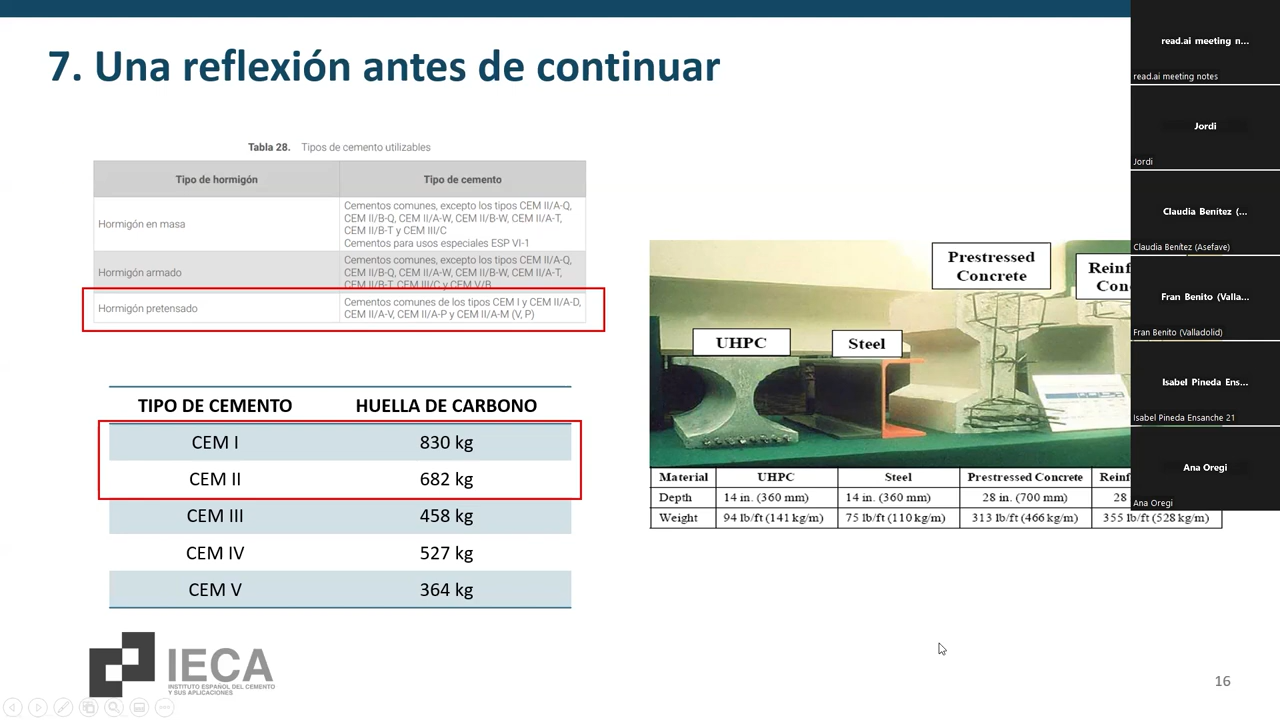 7. Una reflexión antes de continuar
Tabla 28. Tipos de cemento utilizables
Tipo de hormigón Tipo de cemento
Hormigón en masa
Cementos comunes, excepto los tipos CEM II/A-Q,
CEM II/B-Q, CEM II/A-W, CEM II/B-W, CEM II/A-T,
CEM II/B-T y CEM III/C
Cementos para usos especiales ESP VI-1
Hormigón armado
Cementos comunes, excepto los tipos CEM II/A-Q,
CEM II/B-Q, CEM II/A-W, CEM II/B-W, CEM II/A-T,
CEM II/B-T, CEM III/C y CEM V/B
Hormigón pretensado
Cementos comunes de los tipos CEM I y CEM II/A-D,
CEM II/A-V, CEM II/A-P y CEM II/A-M (V, P)
TIPO DE CEMENTO HUELLA DE CARBONO
CEM I 830 kg
CEM II 682 kg
CEM III 458 kg
CEM IV 527 kg
CEM V 364 kg
IECA
INSTITUTO ESPAÑOL DEL CEMENTO
Y SUS APLICACIONES
Prestressed
Concrete
UHPC
Steel
Material UHPC Steel Prestressed Concrete
Depth 14 in. (360 mm) 14 in. (360 mm) 28 in. (700 mm) 28
Weight 94 lb/ft (141 kg/m) 75 lb/ft (110 kg/m) 313 lb/ft (466 kg/m) 355 lb/ft (528 kg/m)
16
read.ai meeting n...
read.ai meeting notes
Jordi
Jordi
Claudia Benitez (...
Claudia Benítez (Asefave)
Fran Benito (Valla...
Fran Benito (Valladolid)
Isabel Pineda Ens...
Isabel Pineda Ensanche 21
Ana Oregi
Ana Oregi